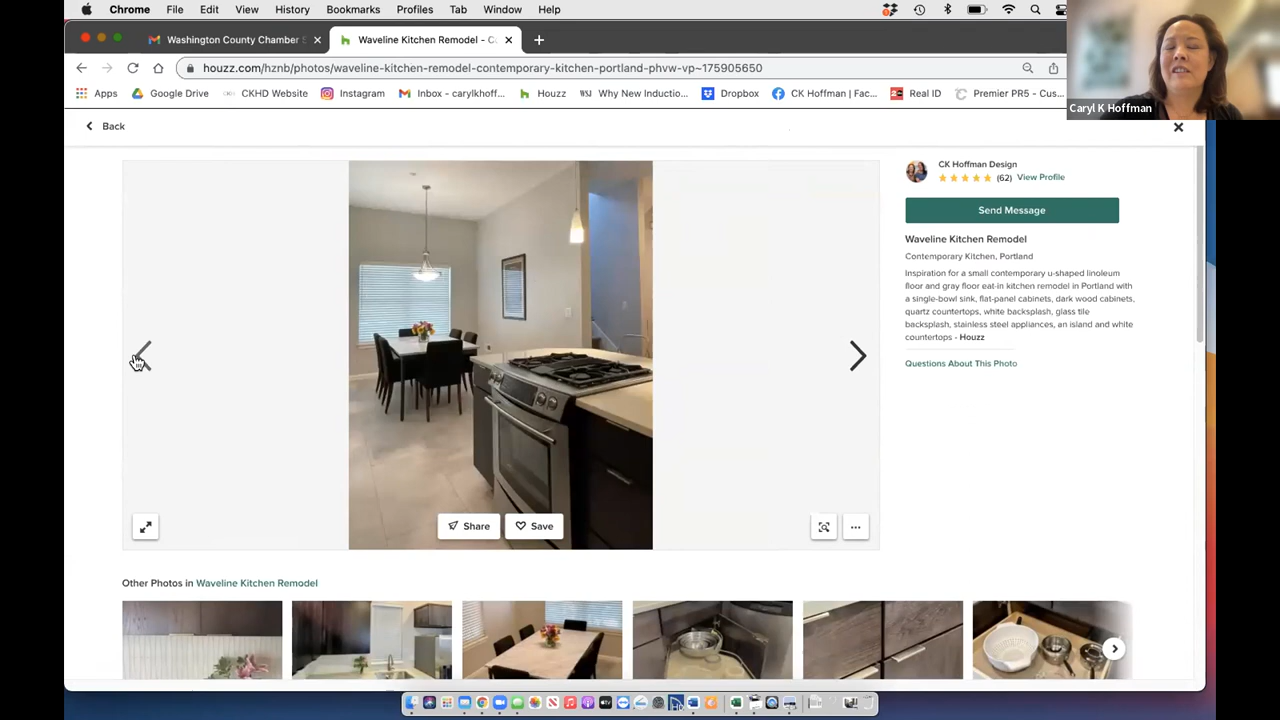 Chrome File Edit View History Bookmarks Profiles Tab Window Help
Washington County Chamber
Waveline Kitchen Remodel - C
houzz.com/hznb/photos/waveline-kitchen-remodel-contemporary-kitchen-portland-phvw-vp~175905650
Apps Google Drive CKHD Website Instagram Inbox - carylkhoff... Houzz WSJ Why New Inductio... Dropbox CK Hoffman | Fac... Real ID Premier PR5 - Cus...
Caryl K Hoffman
Back
CK Hoffman Design
(62) View Profile
Send Message
Waveline Kitchen Remodel
Contemporary Kitchen, Portland
Inspiration for a small contemporary u-shaped linoleum
floor and gray floor eat-in kitchen remodel in Portland with
a single-bowl sink, flat-panel cabinets, dark wood cabinets,
quartz countertops, white backsplash, glass tile
backsplash, stainless steel appliances, an island and white
countertops - Houzz
Questions About This Photo
Share Save
Other Photos in Waveline Kitchen Remodel